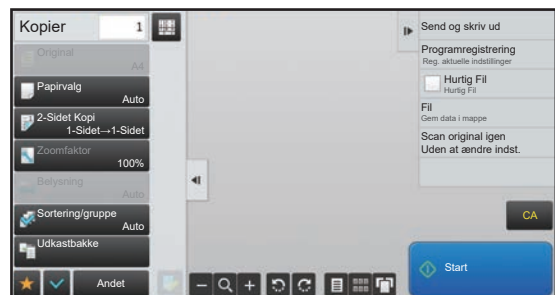 Kopier 1
Original
A4
Papirvalg
Auto
2-Sidet Kopi
1-Sidet→1-Sidet
Zoomfaktor
100%
Belysning
Auto
Sortering/gruppe
Auto
Udkastbakke
Andet
Send og skriv ud
Programregistrering
Reg. aktuelle indstillinger
Hurtig Fil
Hurtig Fil
Fil
Gem data i mappe
Scan original igen
Uden at ændre indst.
CA
Start